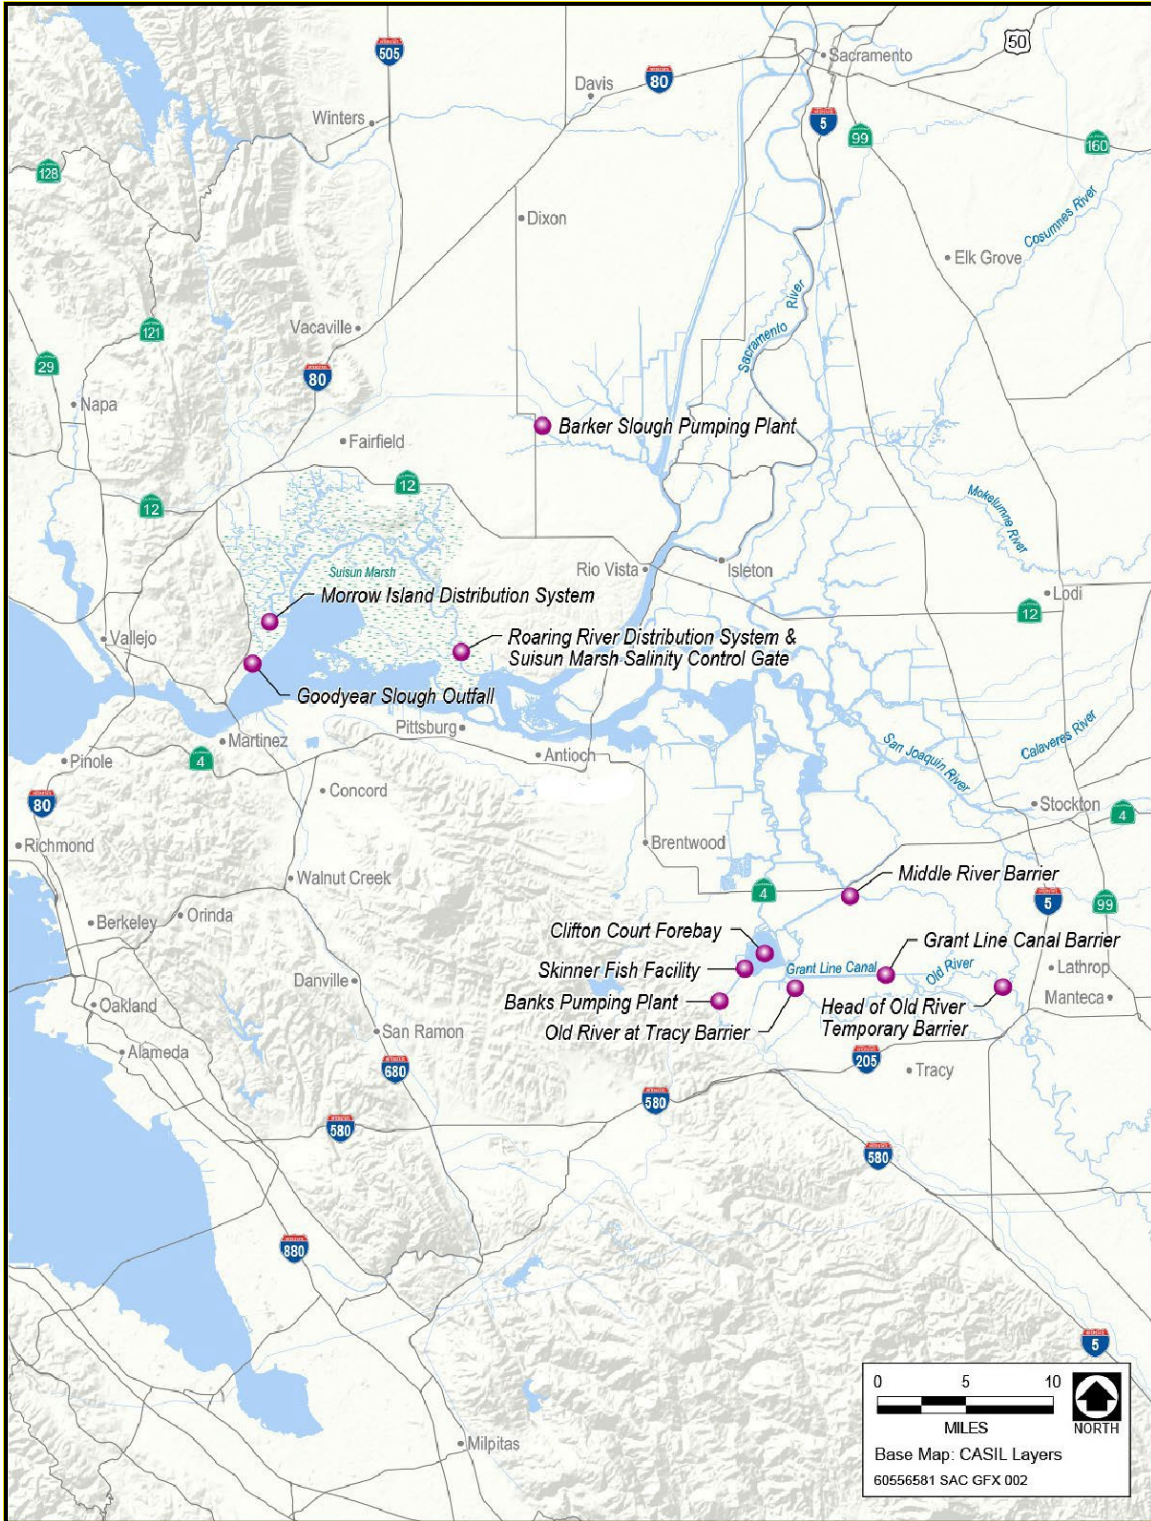 50
505
Sacramento
80
Davis
Winters
5
99
160
128
Cosumnes River
Dixon
Elk Grove
River
Sacramento
121
Vacaville
29
80
Napa
Barker Slough Pumping Plant
Fairfield
12
Mokelumne
River
12
Suisun Marsh
Rio Vista
Isleton
Morrow Island Distribution System
Lodi
12
Vallejo
Roaring River Distribution System &
Suisun Marsh Salinity Control Gate
Goodyear Slough Outfall
Pittsburg
Martinez
Calaveras River
San Joaquin
River
Antioch
Pinole
4
Concord
80
Stockton
4
Richmond
Brentwood
Walnut Creek
Middle River Barrier
4
5
99
Orinda
Berkeley
Clifton Court Forebay
Grant Line Canal Barrier
Skinner Fish Facility
Grant Line Canal
Old River
Lathrop
Danville
Banks Pumping Plant
Manteca
Oakland
Head of Old River
Temporary Barrier
Old River at Tracy Barrier
San Ramon
Alameda
205
680
Tracy
580
580
580
880
5
0 5 10
MILES
NORTH
Base Map: CASIL Layers
60556581 SAC GFX 002
Milpitas